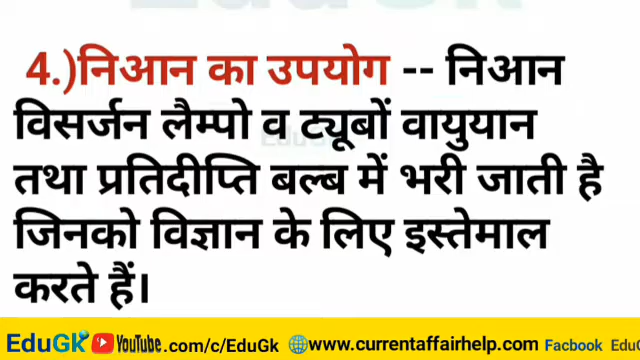 4.)निआन का उपयोग -- निआन
विसर्जन लैम्पो व ट्यूबों वायुयान
तथा प्रतिदीप्ति बल्ब में भरी जाती है
जिनको विज्ञान के लिए इस्तेमाल
करते हैं।
EduGK YouTube.com/c/EduGk www.currentaffairhelp.com Facbook